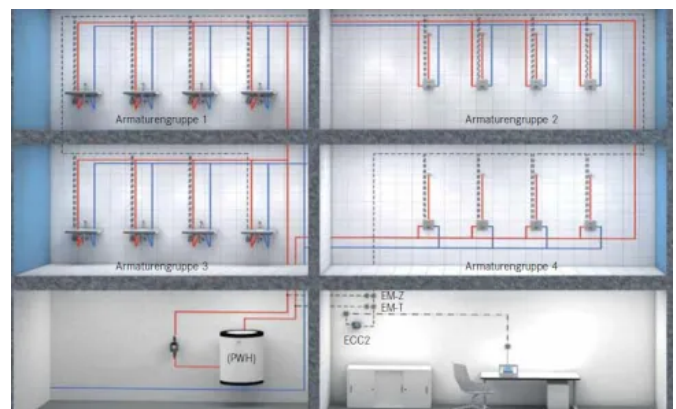 Armaturengruppe 1
Armaturengruppe 2
Armaturengruppe 3
Armaturengruppe 4
EM-Z
EM-T
ECC2
(PWH)